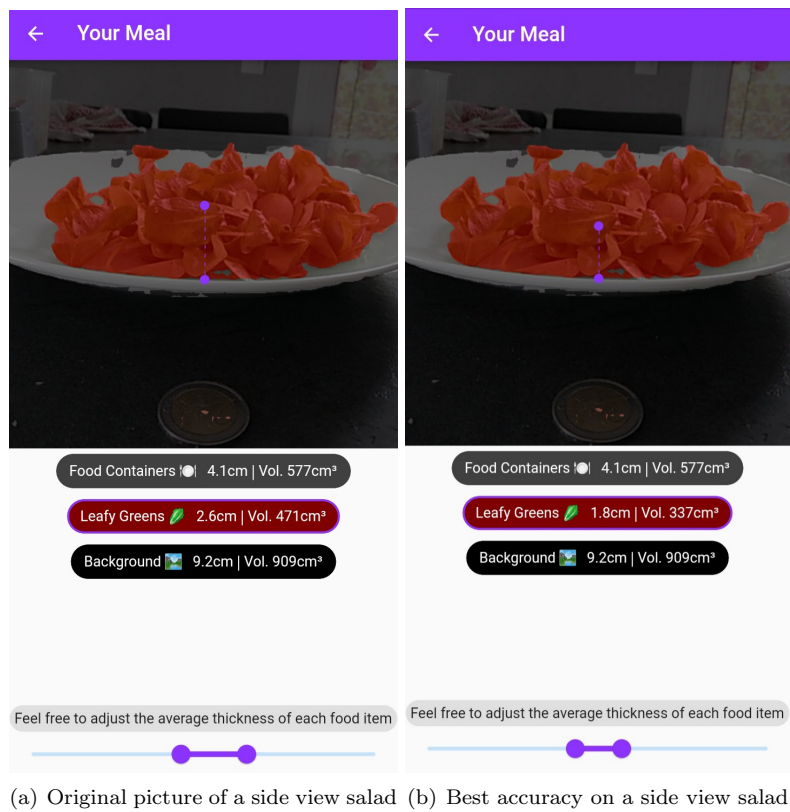 Your Meal
Food Containers 🍽️ 4.1cm | Vol. 577cm³
Leafy Greens 🥬 2.6cm | Vol. 471cm³
Background 🏞️ 9.2cm | Vol. 909cm³
Feel free to adjust the average thickness of each food item
(a) Original picture of a side view salad
Your Meal
Food Containers 🍽️ 4.1cm | Vol. 577cm³
Leafy Greens 🥬 1.8cm | Vol. 337cm³
Background 🏞️ 9.2cm | Vol. 909cm³
Feel free to adjust the average thickness of each food item
(b) Best accuracy on a side view salad